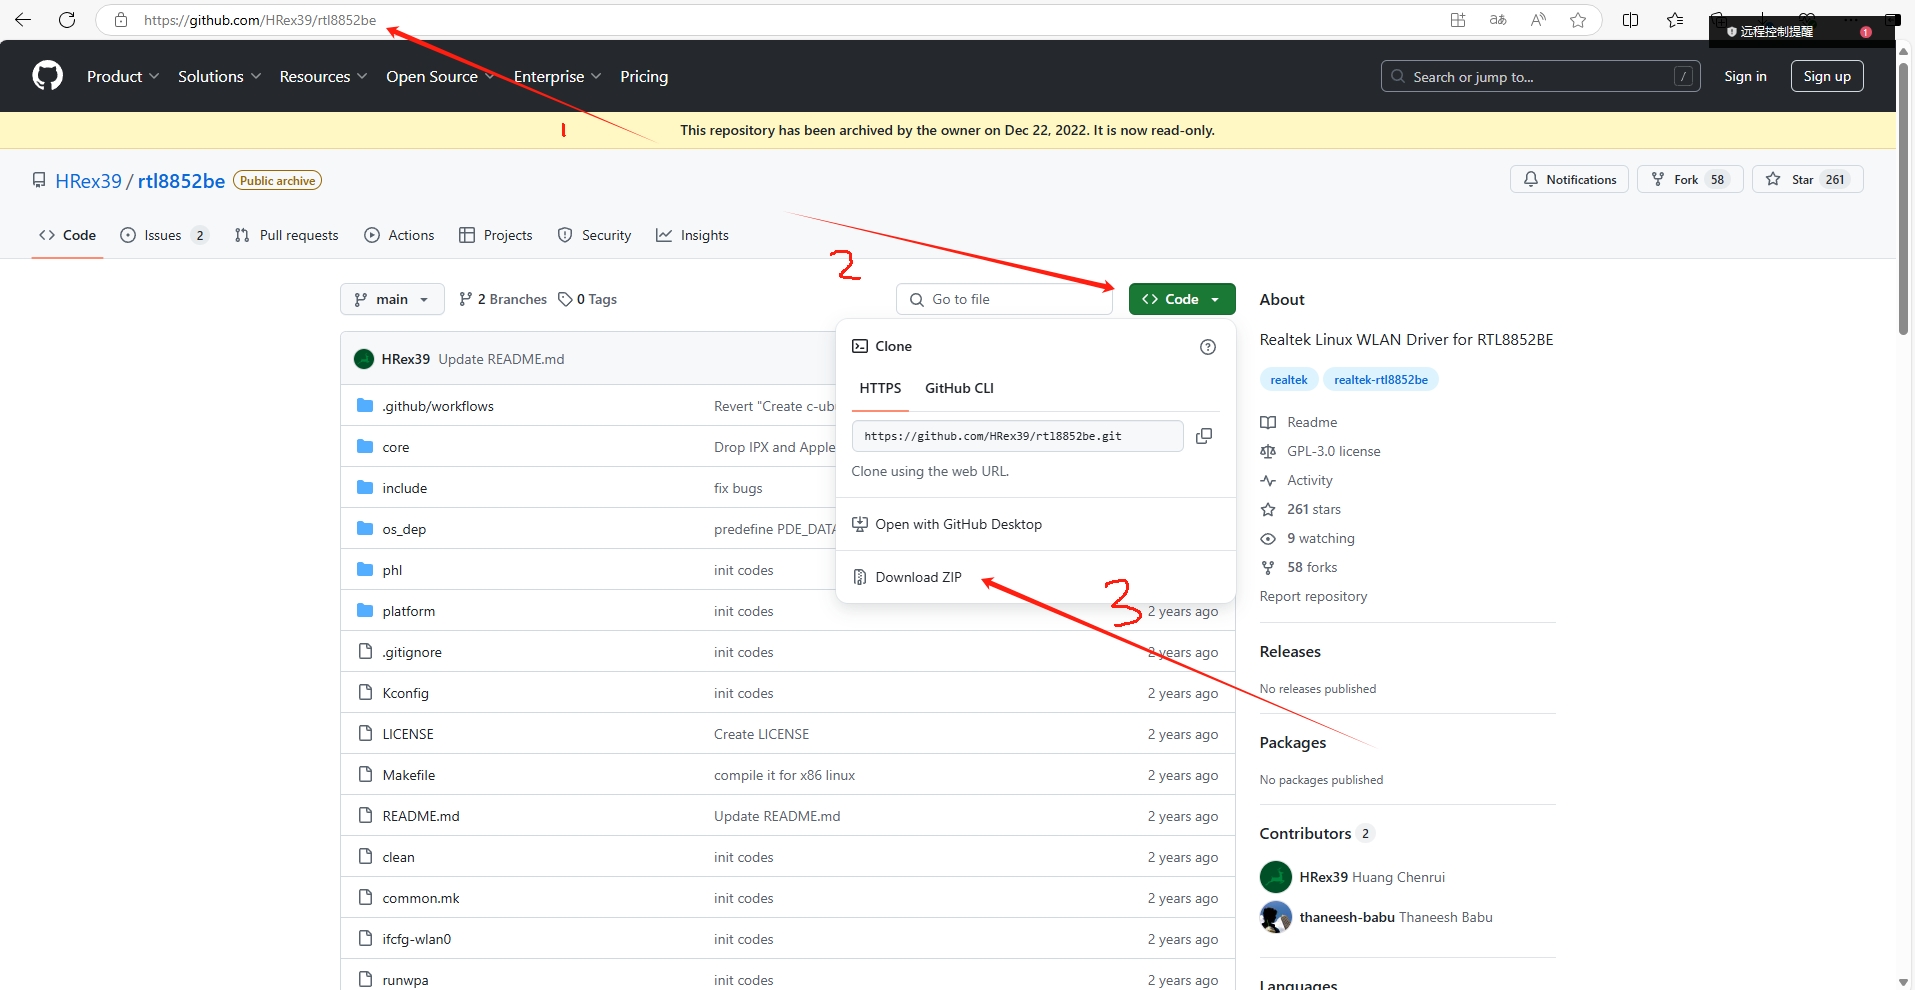 https://github.com/HRex39/rtl8852be
远程控制提醒 1
Product Solutions Resources Open Source Enterprise Pricing
Search or jump to... / Sign in Sign up
1
This repository has been archived by the owner on Dec 22, 2022. It is now read-only.
HRex39 / rtl8852be Public archive
Notifications Fork 58 Star 261
Code Issues 2 Pull requests Actions Projects Security Insights
2
main 2 Branches 0 Tags
Go to file
Code
HRex39 Update README.md
.github/workflows Revert "Create c-ub
core Drop IPX and Apple
include fix bugs
os_dep predefine PDE_DATA
phl init codes
platform init codes 2 years ago
.gitignore init codes 2 years ago
Kconfig init codes 2 years ago
LICENSE Create LICENSE 2 years ago
Makefile compile it for x86 linux 2 years ago
README.md Update README.md 2 years ago
clean init codes 2 years ago
common.mk init codes 2 years ago
ifcfg-wlan0 init codes 2 years ago
runwpa init codes 2 years ago
Clone
HTTPS GitHub CLI
https://github.com/HRex39/rtl8852be.git
Clone using the web URL.
Open with GitHub Desktop
Download ZIP
3
About
Realtek Linux WLAN Driver for RTL8852BE
realtek realtek-rtl8852be
Readme
GPL-3.0 license
Activity
261 stars
9 watching
58 forks
Report repository
Releases
No releases published
Packages
No packages published
Contributors 2
HRex39 Huang Chenrui
thaneesh-babu Thaneesh Babu
Languages